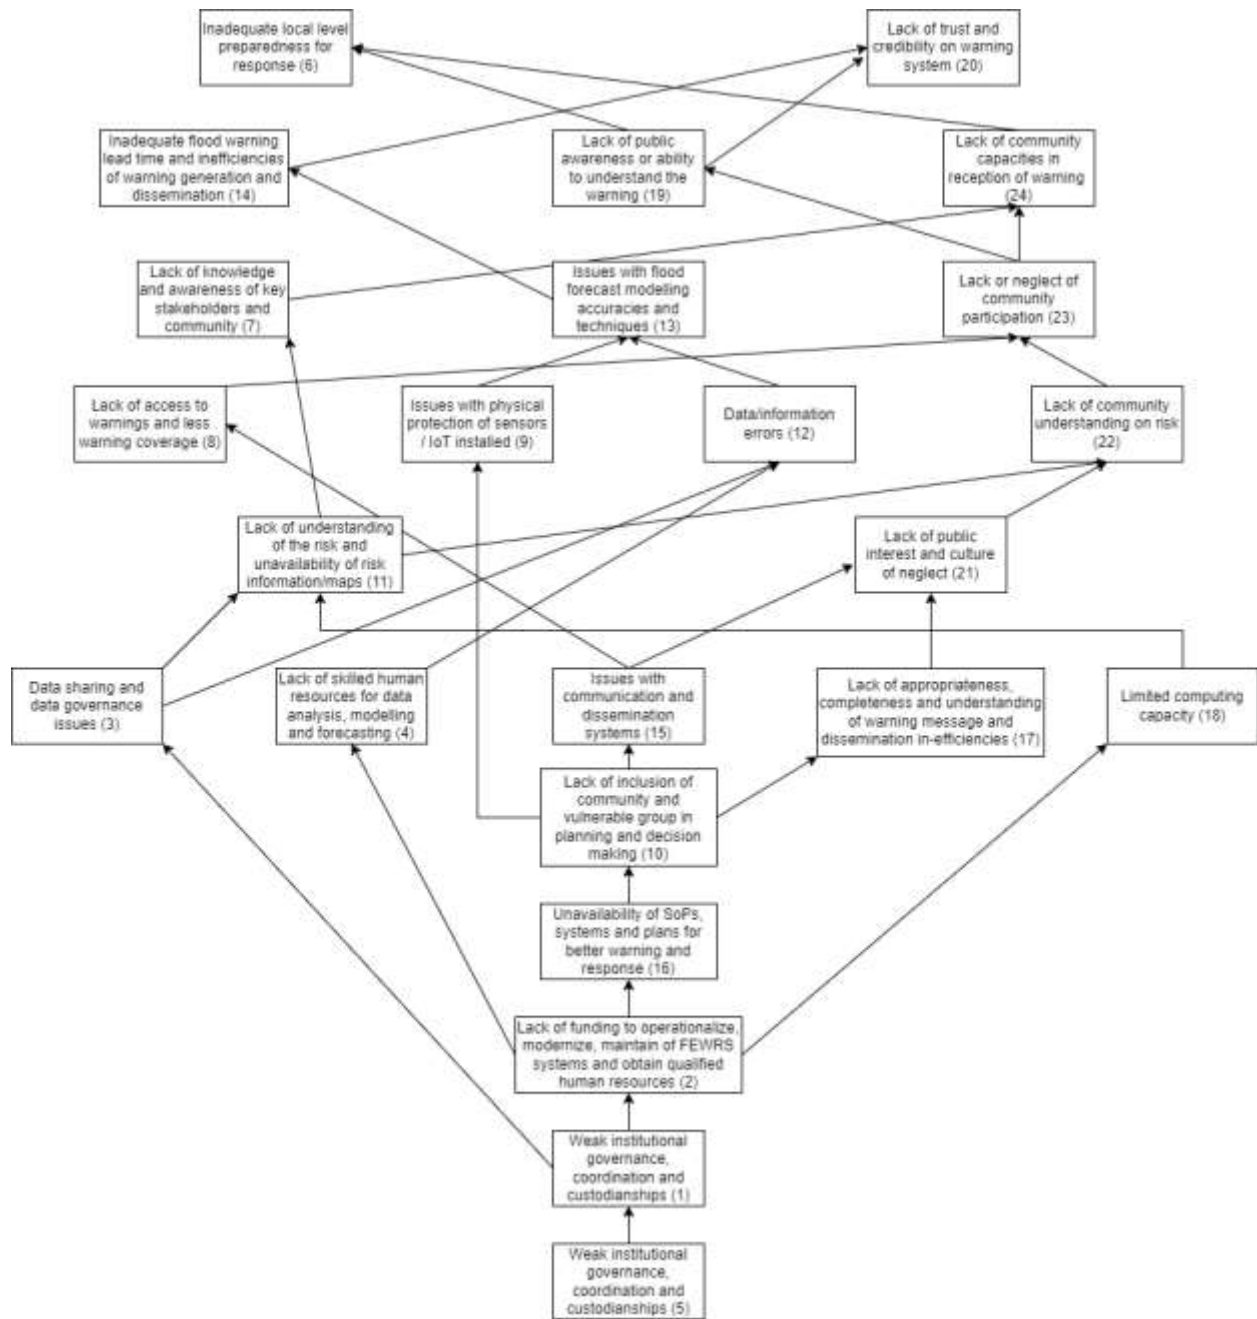 Inadequate local level
preparedness for
response (6)
Lack of trust and
credibility on warning
system (20)
Inadequate flood warning
lead time and inefficiencies
of warning generation and
dissemination (14)
Lack of public
awareness or ability
to understand the
warning (19)
Lack of community
capacities in
reception of warning
(24)
Lack of knowledge
and awareness of key
stakeholders and
community (7)
Issues with flood
forecast modelling
accuracies and
techniques (13)
Lack or neglect of
community
participation (23)
Lack of access to
warnings and less
warning coverage (8)
Issues with physical
protection of sensors
/ IoT installed (9)
Data/information
errors (12)
Lack of community
understanding on risk
(22)
Lack of understanding
of the risk and
unavailability of risk
information/maps (11)
Lack of public
interest and culture
of neglect (21)
Data sharing and
data governance
issues (3)
Lack of skilled human
resources for data
analysis, modelling
and forecasting (4)
Issues with
communication and
dissemination
systems (15)
Lack of appropriateness,
completeness and understanding
of warning message and
dissemination in-efficiencies (17)
Limited computing
capacity (18)
Lack of inclusion of
community and
vulnerable group in
planning and decision
making (10)
Unavailability of SoPs,
systems and plans for
better warning and
response (16)
Lack of funding to operationalize,
modernize, maintain of FEWRS
systems and obtain qualified
human resources (2)
Weak institutional
governance,
coordination and
custodianships (1)
Weak institutional
governance,
coordination and
custodianships (5)